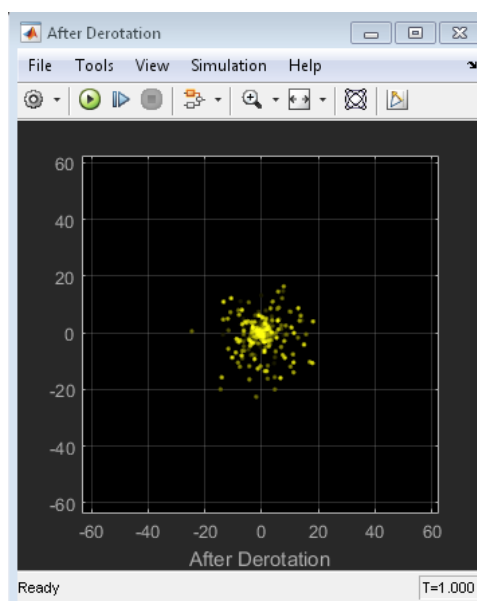 After Derotation
File Tools View Simulation Help
60
40
20
0
-20
-40
-60
-60 -40 -20 0 20 40 60
After Derotation
Ready T=1.000